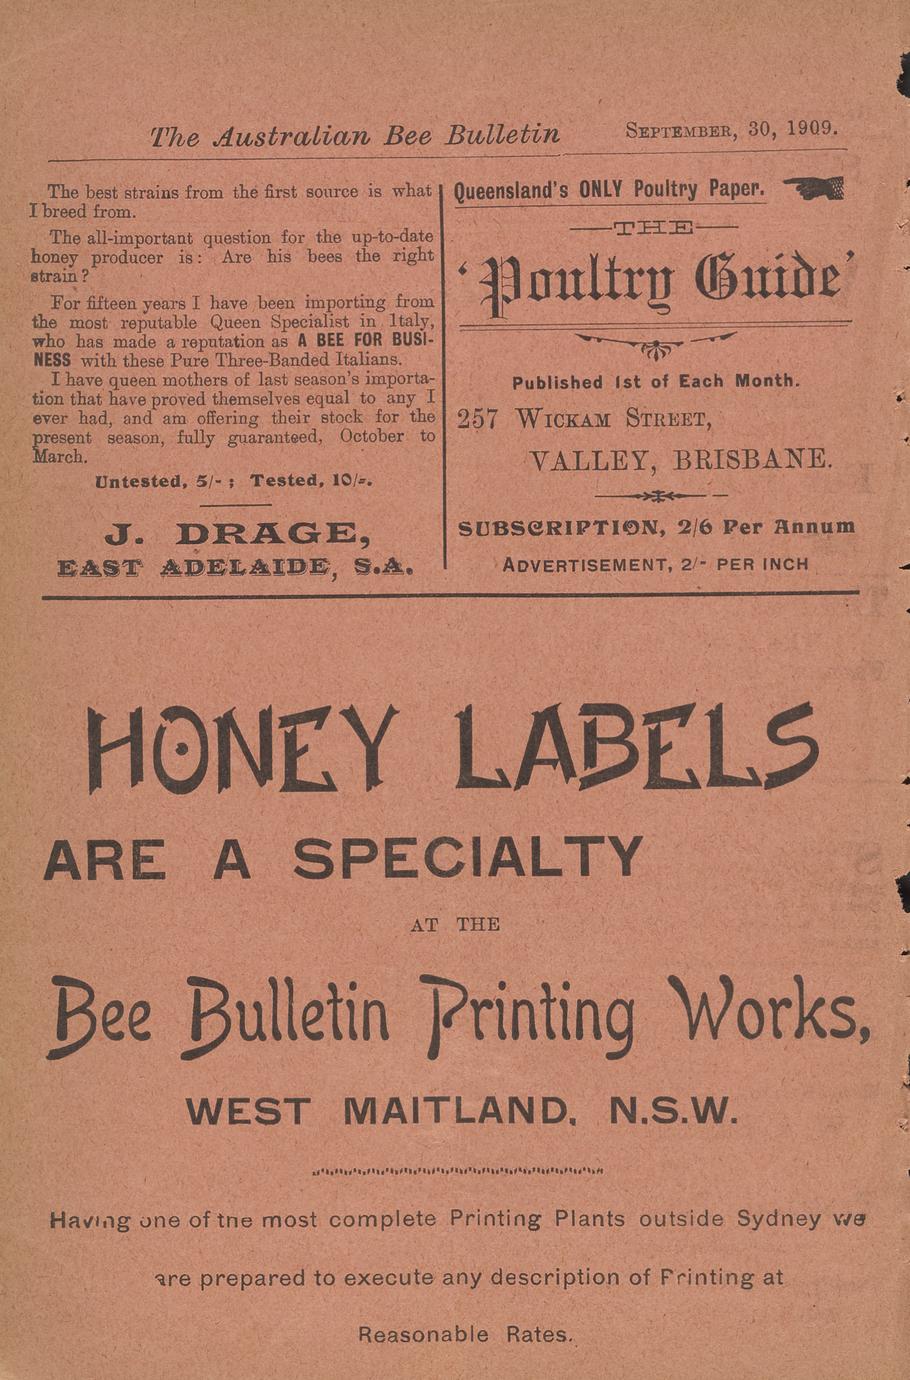 The Australian Bee Bulletin SEPTEMBER, 30, 1909.
The best strains from the first source is what
I breed from.
The all-important question for the up-to-date
honey producer is: Are his bees the right
strain?
For fifteen years I have been importing from
the most reputable Queen Specialist in Italy,
who has made a reputation as A BEE FOR BUSI-
NESS with these Pure Three-Banded Italians.
I have queen mothers of last season's importa-
tion that have proved themselves equal to any I
ever had, and am offering their stock for the
present season, fully guaranteed, October to
March.
Untested, 5/- ; Tested, 10/-.
J. DRAGE,
EAST ADELAIDE, S.A.
Queensland's ONLY Poultry Paper.
THE
'Poultry Guide'
Published 1st of Each Month.
257 WICKAM STREET,
VALLEY, BRISBANE.
SUBSCRIPTION, 2/6 Per Annum
ADVERTISEMENT, 2/- PER INCH
HONEY LABELS
ARE A SPECIALTY
AT THE
Bee Bulletin Printing Works,
WEST MAITLAND, N.S.W.
Having one of the most complete Printing Plants outside Sydney we
are prepared to execute any description of Printing at
Reasonable Rates.